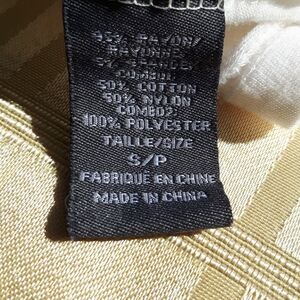 95% RAYON/
RAYONNE
5% SPANDEX
COMBO1:
50% COTTON
50% NYLON
COMBO2:
100% POLYESTER
TAILLE/SIZE
S/P
FABRIQUE EN CHINE
MADE IN CHINA